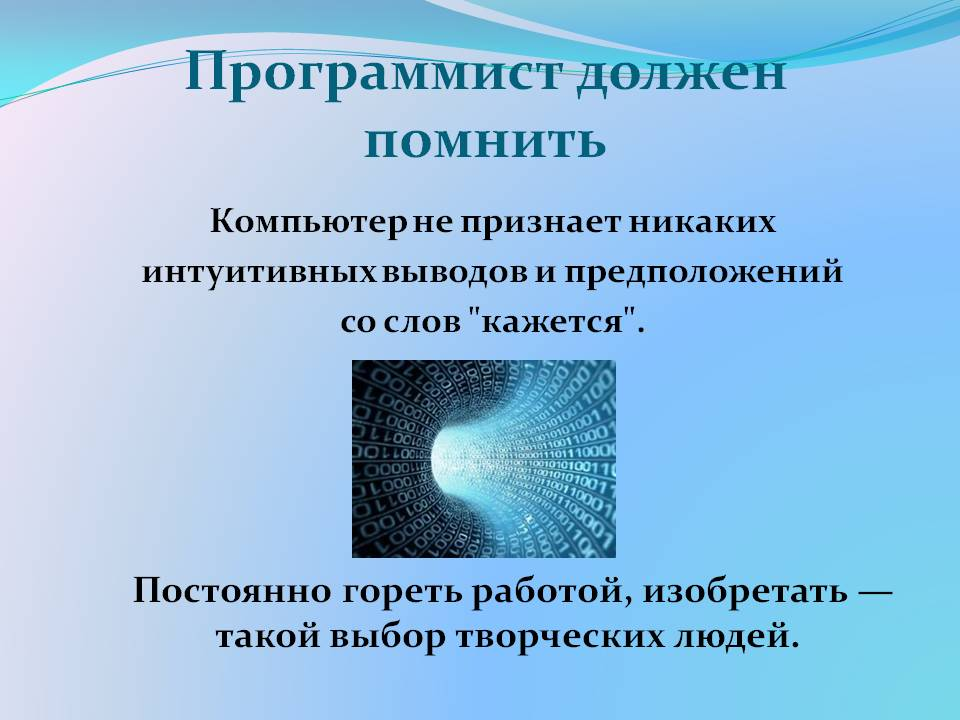 Программист должен
помнить
Компьютер не признает никаких
интуитивных выводов и предположений
со слов "кажется".
Постоянно гореть работой, изобретать —
такой выбор творческих людей.